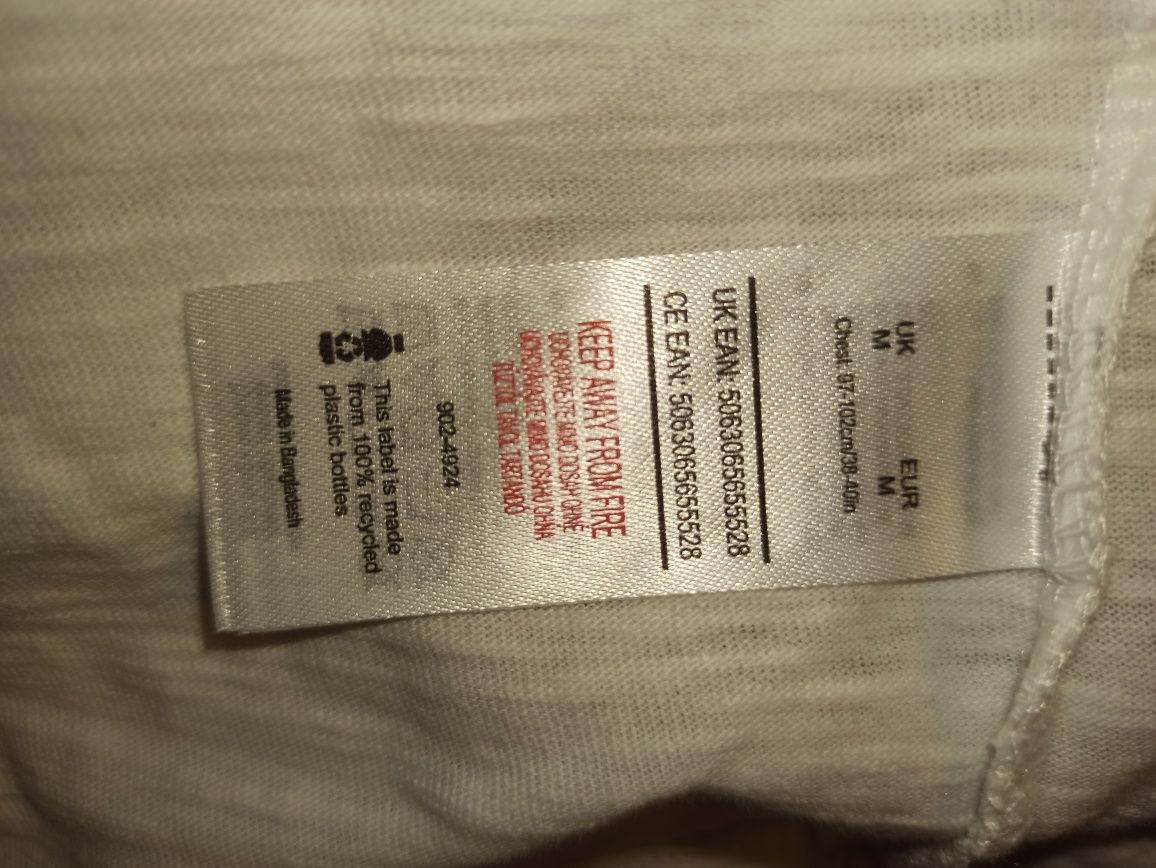 UK EUR
M M
Chest: 97-102cm/38-40in
UK EAN: 5063065655528
CE EAN: 5063065655528
KEEP AWAY FROM FIRE
902-4924
This label is made
from 100% recycled
plastic bottles
Made in Bangladesh